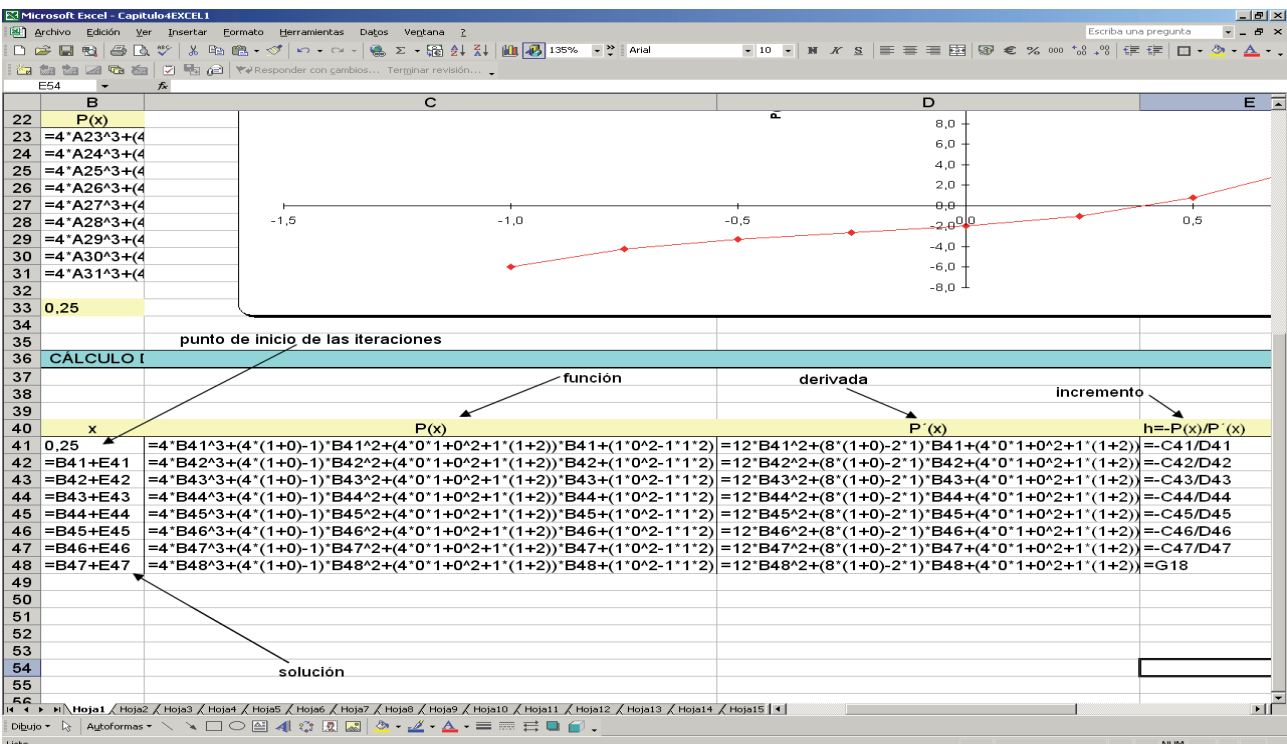 Microsoft Excel - Capitulo4EXCEL1
Archivo Edición Ver Insertar Formato Herramientas Datos Ventana ?
Escriba una pregunta
135% Arial 10 N K S € % 000
Responder con cambios... Terminar revisión...
E54 fx
B C D E
22 P(x)
23 =4*A23^3+(4
24 =4*A24^3+(4
25 =4*A25^3+(4
26 =4*A26^3+(4
27 =4*A27^3+(4
28 =4*A28^3+(4
29 =4*A29^3+(4
30 =4*A30^3+(4
31 =4*A31^3+(4
32
33 0,25
34
35
8,0
6,0
4,0
2,0
0,0
-2,0
-4,0
-6,0
-8,0
-1,5 -1,0 -0,5 0,0 0,5
punto de inicio de las iteraciones
36 CÁLCULO
37
38
39
función
derivada
incremento
40 x P(x) P´(x) h=-P(x)/P´(x)
41 0,25 =4*B41^3+(4*(1+0)-1)*B41^2+(4*0*1+0^2+1*(1+2))*B41+(1*0^2-1*1*2) =12*B41^2+(8*(1+0)-2*1)*B41+(4*0*1+0^2+1*(1+2)) =-C41/D41
42 =B41+E41 =4*B42^3+(4*(1+0)-1)*B42^2+(4*0*1+0^2+1*(1+2))*B42+(1*0^2-1*1*2) =12*B42^2+(8*(1+0)-2*1)*B42+(4*0*1+0^2+1*(1+2)) =-C42/D42
43 =B42+E42 =4*B43^3+(4*(1+0)-1)*B43^2+(4*0*1+0^2+1*(1+2))*B43+(1*0^2-1*1*2) =12*B43^2+(8*(1+0)-2*1)*B43+(4*0*1+0^2+1*(1+2)) =-C43/D43
44 =B43+E43 =4*B44^3+(4*(1+0)-1)*B44^2+(4*0*1+0^2+1*(1+2))*B44+(1*0^2-1*1*2) =12*B44^2+(8*(1+0)-2*1)*B44+(4*0*1+0^2+1*(1+2)) =-C44/D44
45 =B44+E44 =4*B45^3+(4*(1+0)-1)*B45^2+(4*0*1+0^2+1*(1+2))*B45+(1*0^2-1*1*2) =12*B45^2+(8*(1+0)-2*1)*B45+(4*0*1+0^2+1*(1+2)) =-C45/D45
46 =B45+E45 =4*B46^3+(4*(1+0)-1)*B46^2+(4*0*1+0^2+1*(1+2))*B46+(1*0^2-1*1*2) =12*B46^2+(8*(1+0)-2*1)*B46+(4*0*1+0^2+1*(1+2)) =-C46/D46
47 =B46+E46 =4*B47^3+(4*(1+0)-1)*B47^2+(4*0*1+0^2+1*(1+2))*B47+(1*0^2-1*1*2) =12*B47^2+(8*(1+0)-2*1)*B47+(4*0*1+0^2+1*(1+2)) =-C47/D47
48 =B47+E47 =4*B48^3+(4*(1+0)-1)*B48^2+(4*0*1+0^2+1*(1+2))*B48+(1*0^2-1*1*2) =12*B48^2+(8*(1+0)-2*1)*B48+(4*0*1+0^2+1*(1+2)) =G18
49
50
51
52
53
54
solución
55
56
Hoja1 Hoja2 Hoja3 Hoja4 Hoja5 Hoja6 Hoja7 Hoja8 Hoja9 Hoja10 Hoja11 Hoja12 Hoja13 Hoja14 Hoja15
Dibujo Autoformas